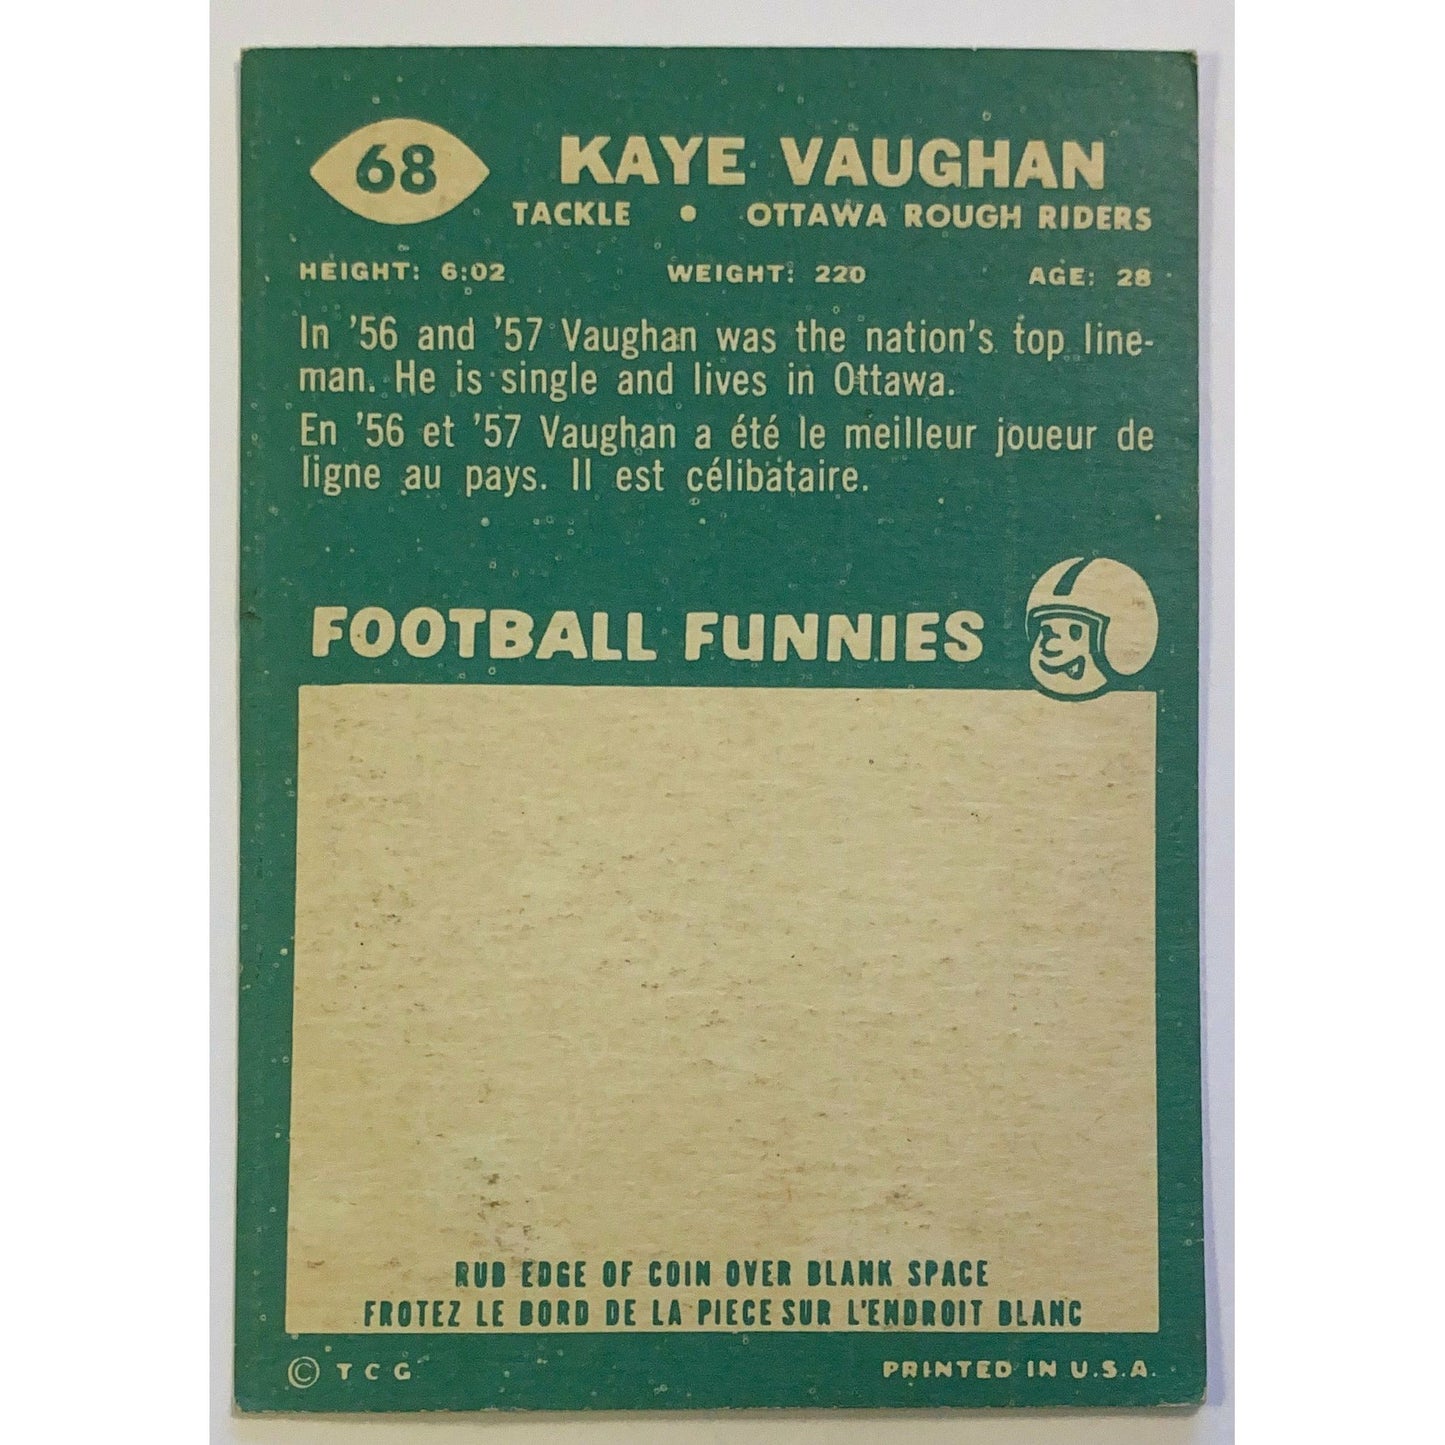 68 KAYE VAUGHAN
TACKLE • OTTAWA ROUGH RIDERS
HEIGHT: 6:02 WEIGHT: 220 AGE: 28
In '56 and '57 Vaughan was the nation's top line-
man. He is single and lives in Ottawa.
En '56 et '57 Vaughan a été le meilleur joueur de
ligne au pays. Il est célibataire.
FOOTBALL FUNNIES
RUB EDGE OF COIN OVER BLANK SPACE
FROTEZ LE BORD DE LA PIECE SUR L'ENDROIT BLANC
© T C G PRINTED IN U.S.A.